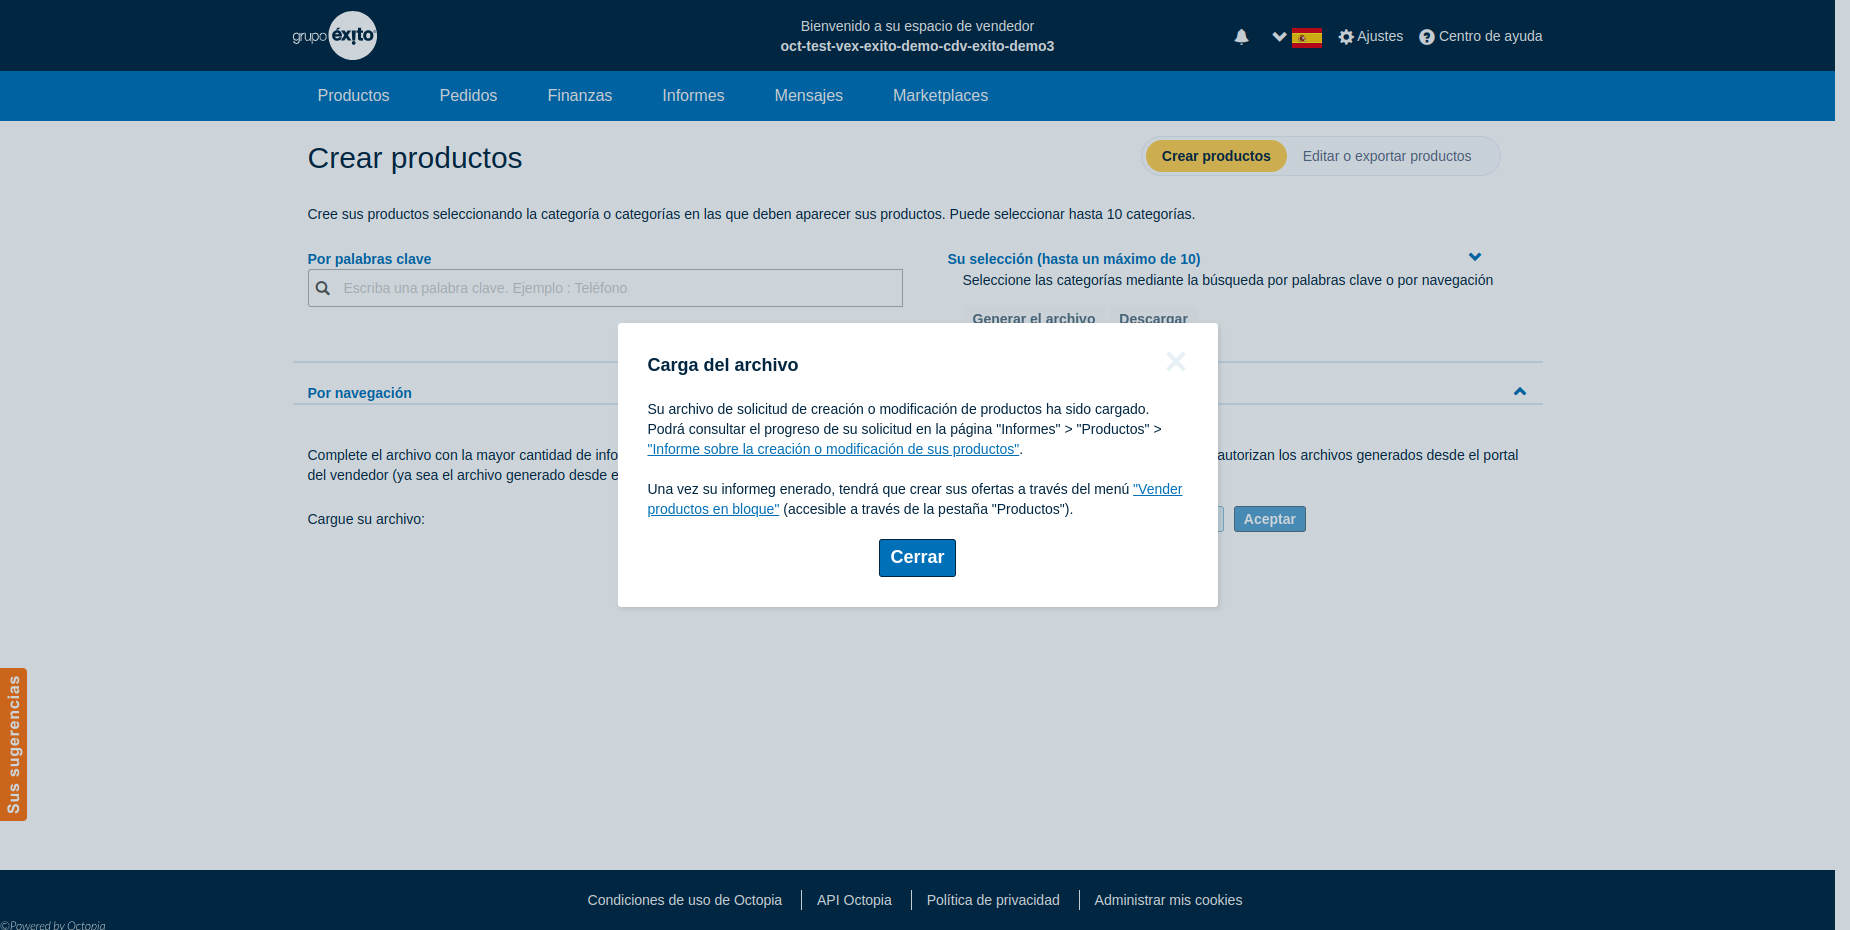 grupo éxito
Bienvenido a su espacio de vendedor
oct-test-vex-exito-demo-cdv-exito-demo3
Ajustes
Centro de ayuda
Productos
Pedidos
Finanzas
Informes
Mensajes
Marketplaces
Crear productos
Crear productos
Editar o exportar productos
Cree sus productos seleccionando la categoría o categorías en las que deben aparecer sus productos. Puede seleccionar hasta 10 categorías.
Por palabras clave
Su selección (hasta un máximo de 10)
Escriba una palabra clave. Ejemplo : Teléfono
Seleccione las categorías mediante la búsqueda por palabras clave o por navegación
Generar el archivo
Descargar
Carga del archivo
Por navegación
Su archivo de solicitud de creación o modificación de productos ha sido cargado.
Podrá consultar el progreso de su solicitud en la página "Informes" > "Productos" >
"Informe sobre la creación o modificación de sus productos".
Una vez su informeg enerado, tendrá que crear sus ofertas a través del menú "Vender
productos en bloque" (accesible a través de la pestaña "Productos").
Cerrar
Complete el archivo con la mayor cantidad de info
autorizan los archivos generados desde el portal
del vendedor (ya sea el archivo generado desde e
Cargue su archivo:
Aceptar
Sus sugerencias
Condiciones de uso de Octopia
API Octopia
Política de privacidad
Administrar mis cookies
©Powered by Octopia